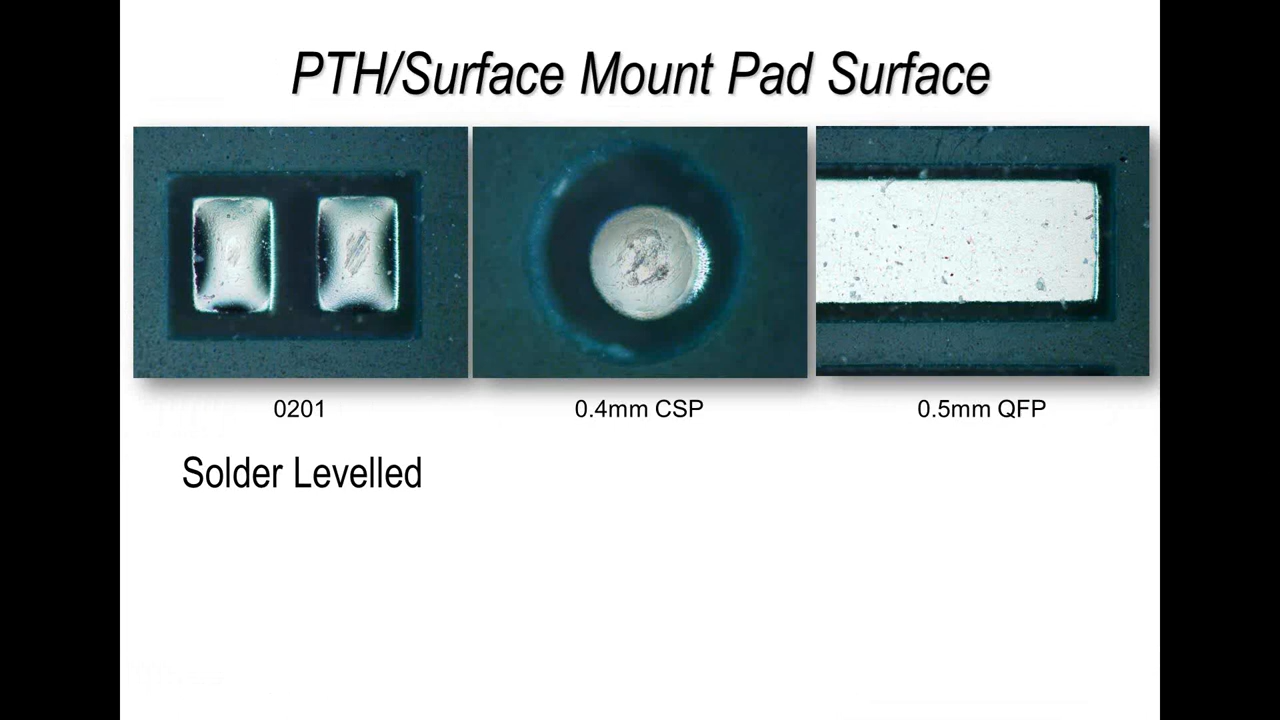 PTH/Surface Mount Pad Surface
0201
0.4mm CSP
0.5mm QFP
Solder Levelled